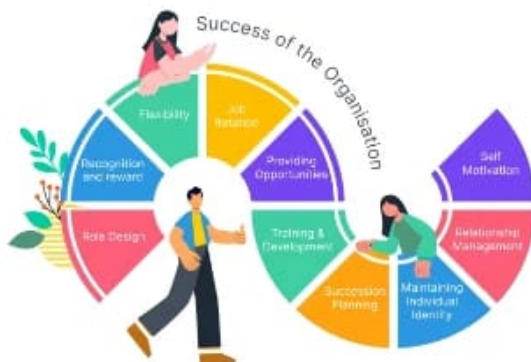 Success of the Organisation
Flexibility
Job
Rotation
Recognition
and reward
Providing
Opportunities
Self
Motivation
Role Design
Training &
Development
Relationship
Management
Succession
Planning
Maintaining
Individual
Identity